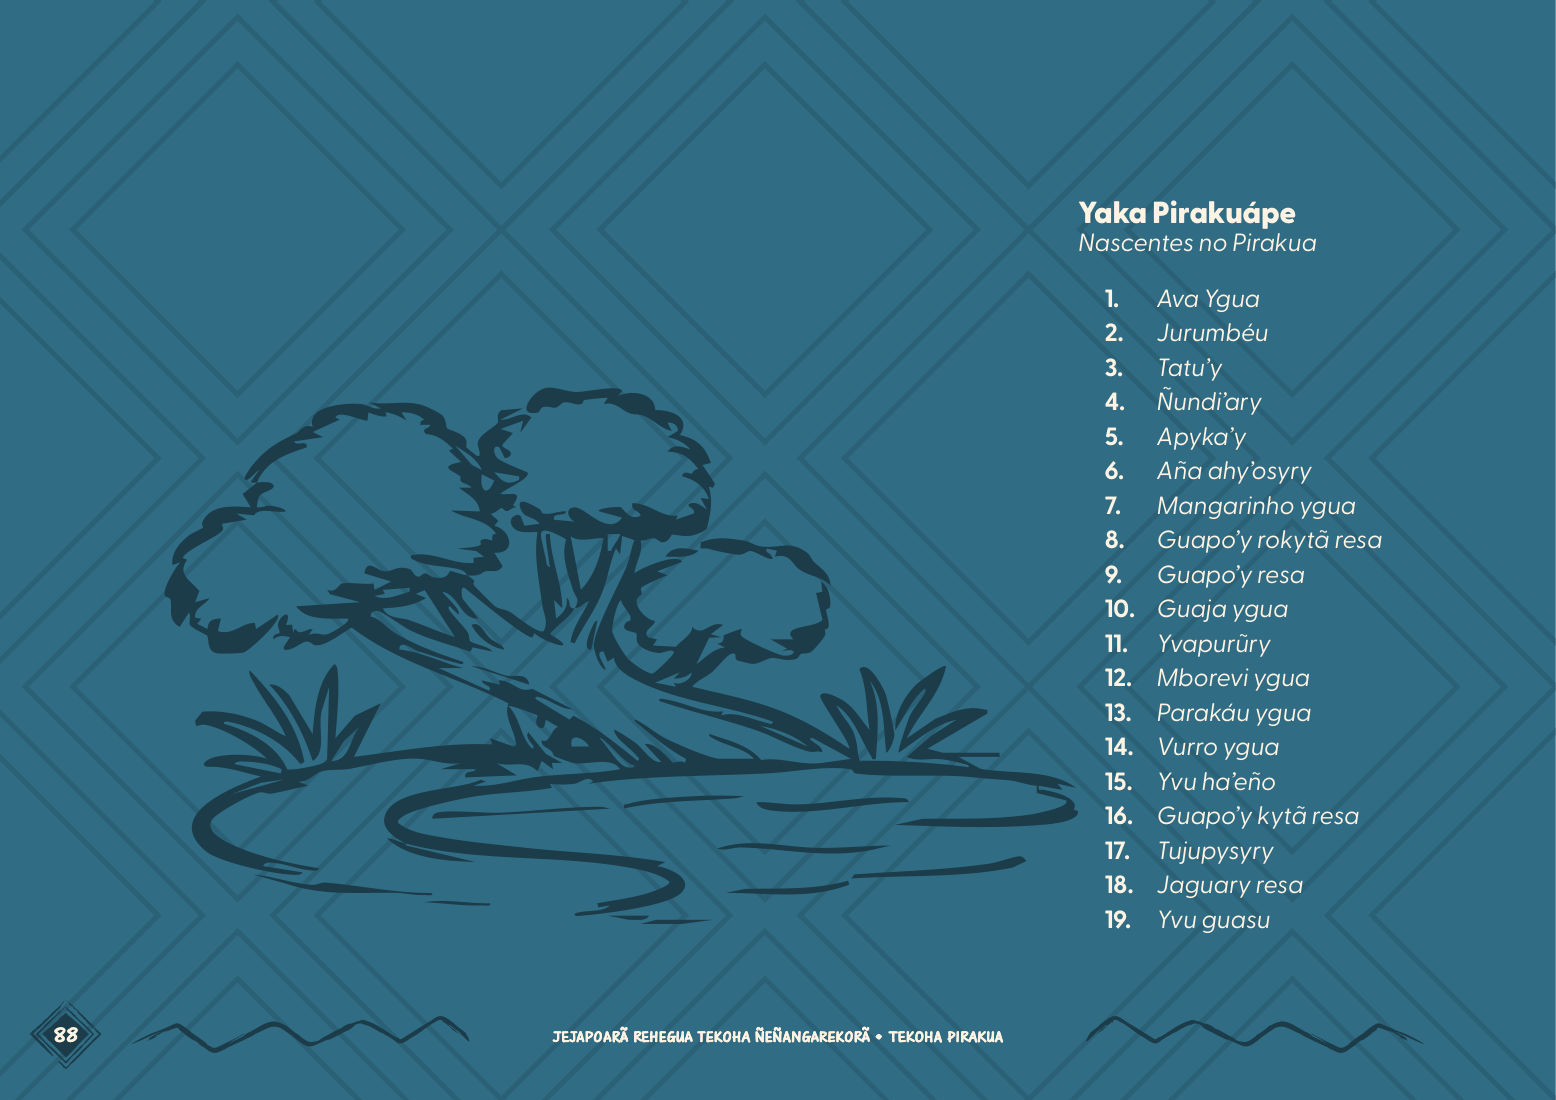 Yaka Pirakuápe
Nascentes no Pirakua
1. Ava Ygua
2. Jurumbéu
3. Tatu’y
4. Ñundi’ary
5. Apyka’y
6. Aña ahy’osyry
7. Mangarinho ygua
8. Guapo’y rokytã resa
9. Guapo’y resa
10. Guaja ygua
11. Yvapurũry
12. Mborevi ygua
13. Parakáu ygua
14. Vurro ygua
15. Yvu ha’eño
16. Guapo’y kytã resa
17. Tujupysyry
18. Jaguary resa
19. Yvu guasu
88
JEJAPOARÃ REHEGUA TEKOHA ÑEÑANGAREKORÃ • TEKOHA PIRAKUA